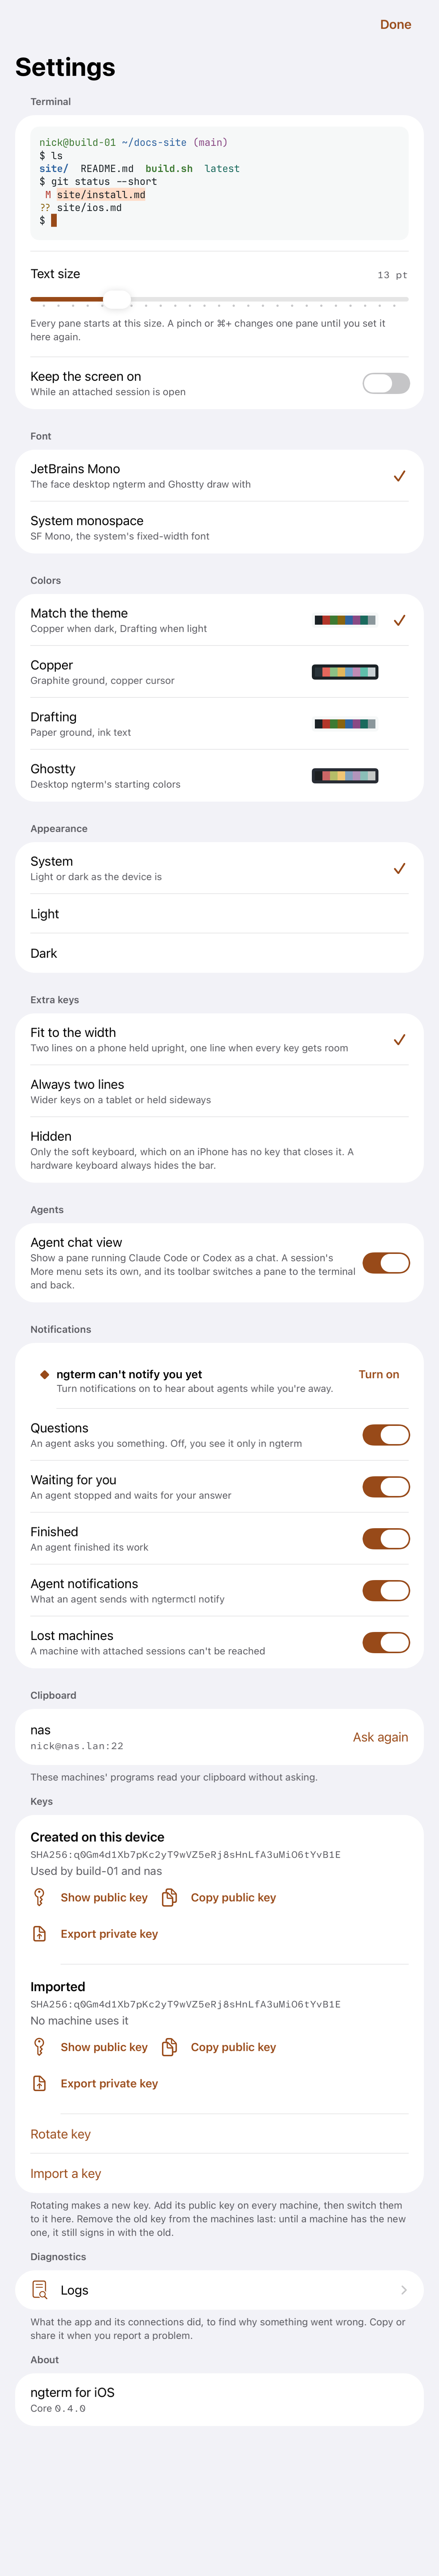 Done
Settings
Terminal
nick@build-01 ~/docs-site (main)
$ ls
site/  README.md  build.sh  latest
$ git status --short
 M site/install.md
?? site/ios.md
$
Text size
13 pt
Every pane starts at this size. A pinch or ⌘+ changes one pane until you set it
here again.
Keep the screen on
While an attached session is open
Font
JetBrains Mono
The face desktop ngterm and Ghostty draw with
System monospace
SF Mono, the system's fixed-width font
Colors
Match the theme
Copper when dark, Drafting when light
Copper
Graphite ground, copper cursor
Drafting
Paper ground, ink text
Ghostty
Desktop ngterm's starting colors
Appearance
System
Light or dark as the device is
Light
Dark
Extra keys
Fit to the width
Two lines on a phone held upright, one line when every key gets room
Always two lines
Wider keys on a tablet or held sideways
Hidden
Only the soft keyboard, which on an iPhone has no key that closes it. A
hardware keyboard always hides the bar.
Agents
Agent chat view
Show a pane running Claude Code or Codex as a chat. A session's
More menu sets its own, and its toolbar switches a pane to the terminal
and back.
Notifications
ngterm can't notify you yet
Turn on
Turn notifications on to hear about agents while you're away.
Questions
An agent asks you something. Off, you see it only in ngterm
Waiting for you
An agent stopped and waits for your answer
Finished
An agent finished its work
Agent notifications
What an agent sends with ngtermctl notify
Lost machines
A machine with attached sessions can't be reached
Clipboard
nas
nick@nas.lan:22
Ask again
These machines' programs read your clipboard without asking.
Keys
Created on this device
SHA256:q0Gm4d1Xb7pKc2yT9wVZ5eRj8sHnLfA3uMiO6tYvB1E
Used by build-01 and nas
Show public key
Copy public key
Export private key
Imported
SHA256:q0Gm4d1Xb7pKc2yT9wVZ5eRj8sHnLfA3uMiO6tYvB1E
No machine uses it
Show public key
Copy public key
Export private key
Rotate key
Import a key
Rotating makes a new key. Add its public key on every machine, then switch them
to it here. Remove the old key from the machines last: until a machine has the new
one, it still signs in with the old.
Diagnostics
Logs
What the app and its connections did, to find why something went wrong. Copy or
share it when you report a problem.
About
ngterm for iOS
Core 0.4.0